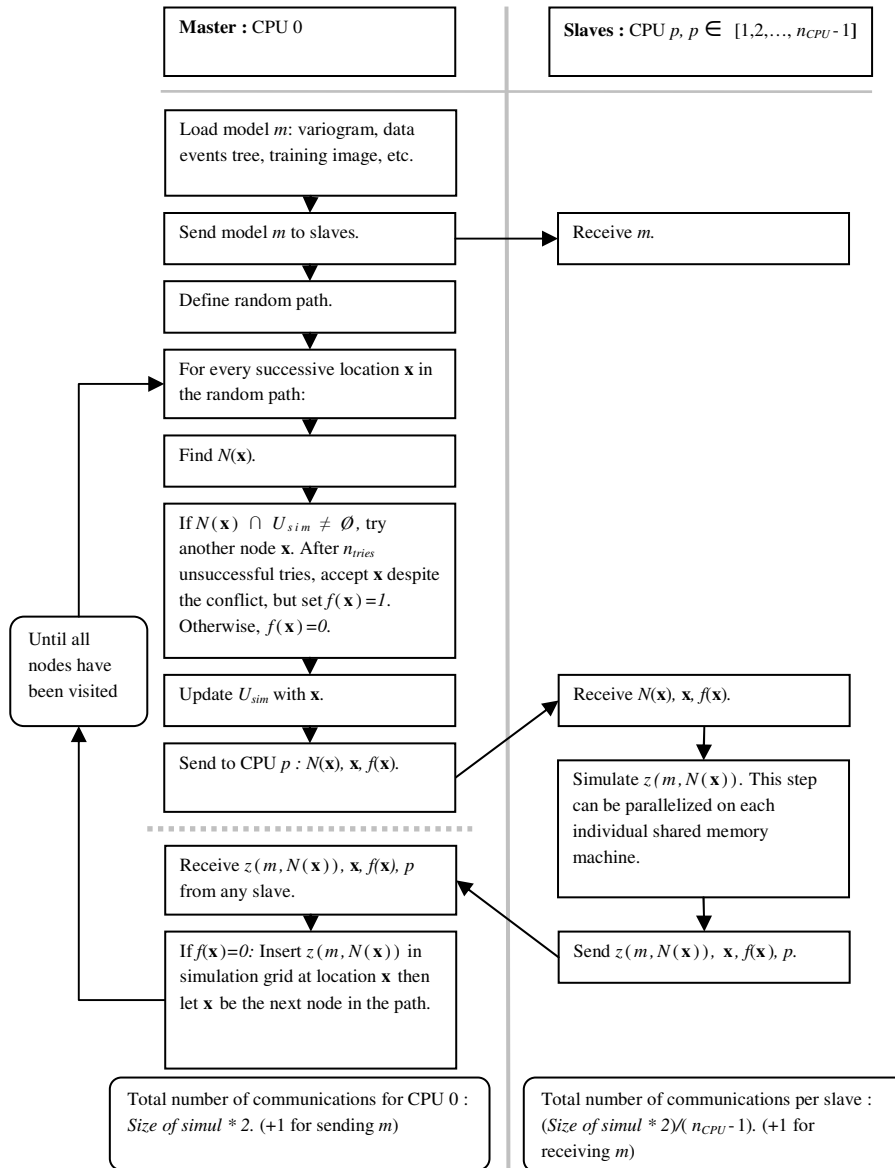 Master : CPU 0
Slaves : CPU p, p ∈ [1,2,…, nCPU - 1]
Load model m: variogram, data
events tree, training image, etc.
Send model m to slaves.
Receive m.
Define random path.
For every successive location x in
the random path:
Find N(x).
If N(x) ∩ Usim ≠ Ø, try
another node x. After ntries
unsuccessful tries, accept x despite
the conflict, but set f(x)=1.
Otherwise, f(x)=0.
Until all
nodes have
been visited
Update Usim with x.
Receive N(x), x, f(x).
Send to CPU p : N(x), x, f(x).
Simulate z(m,N(x)). This step
can be parallelized on each
individual shared memory
machine.
Receive z(m,N(x)), x, f(x), p
from any slave.
If f(x)=0: Insert z(m,N(x)) in
simulation grid at location x then
let x be the next node in the path.
Send z(m,N(x)), x, f(x), p.
Total number of communications for CPU 0 :
Size of simul * 2. (+1 for sending m)
Total number of communications per slave :
(Size of simul * 2)/( nCPU - 1). (+1 for
receiving m)